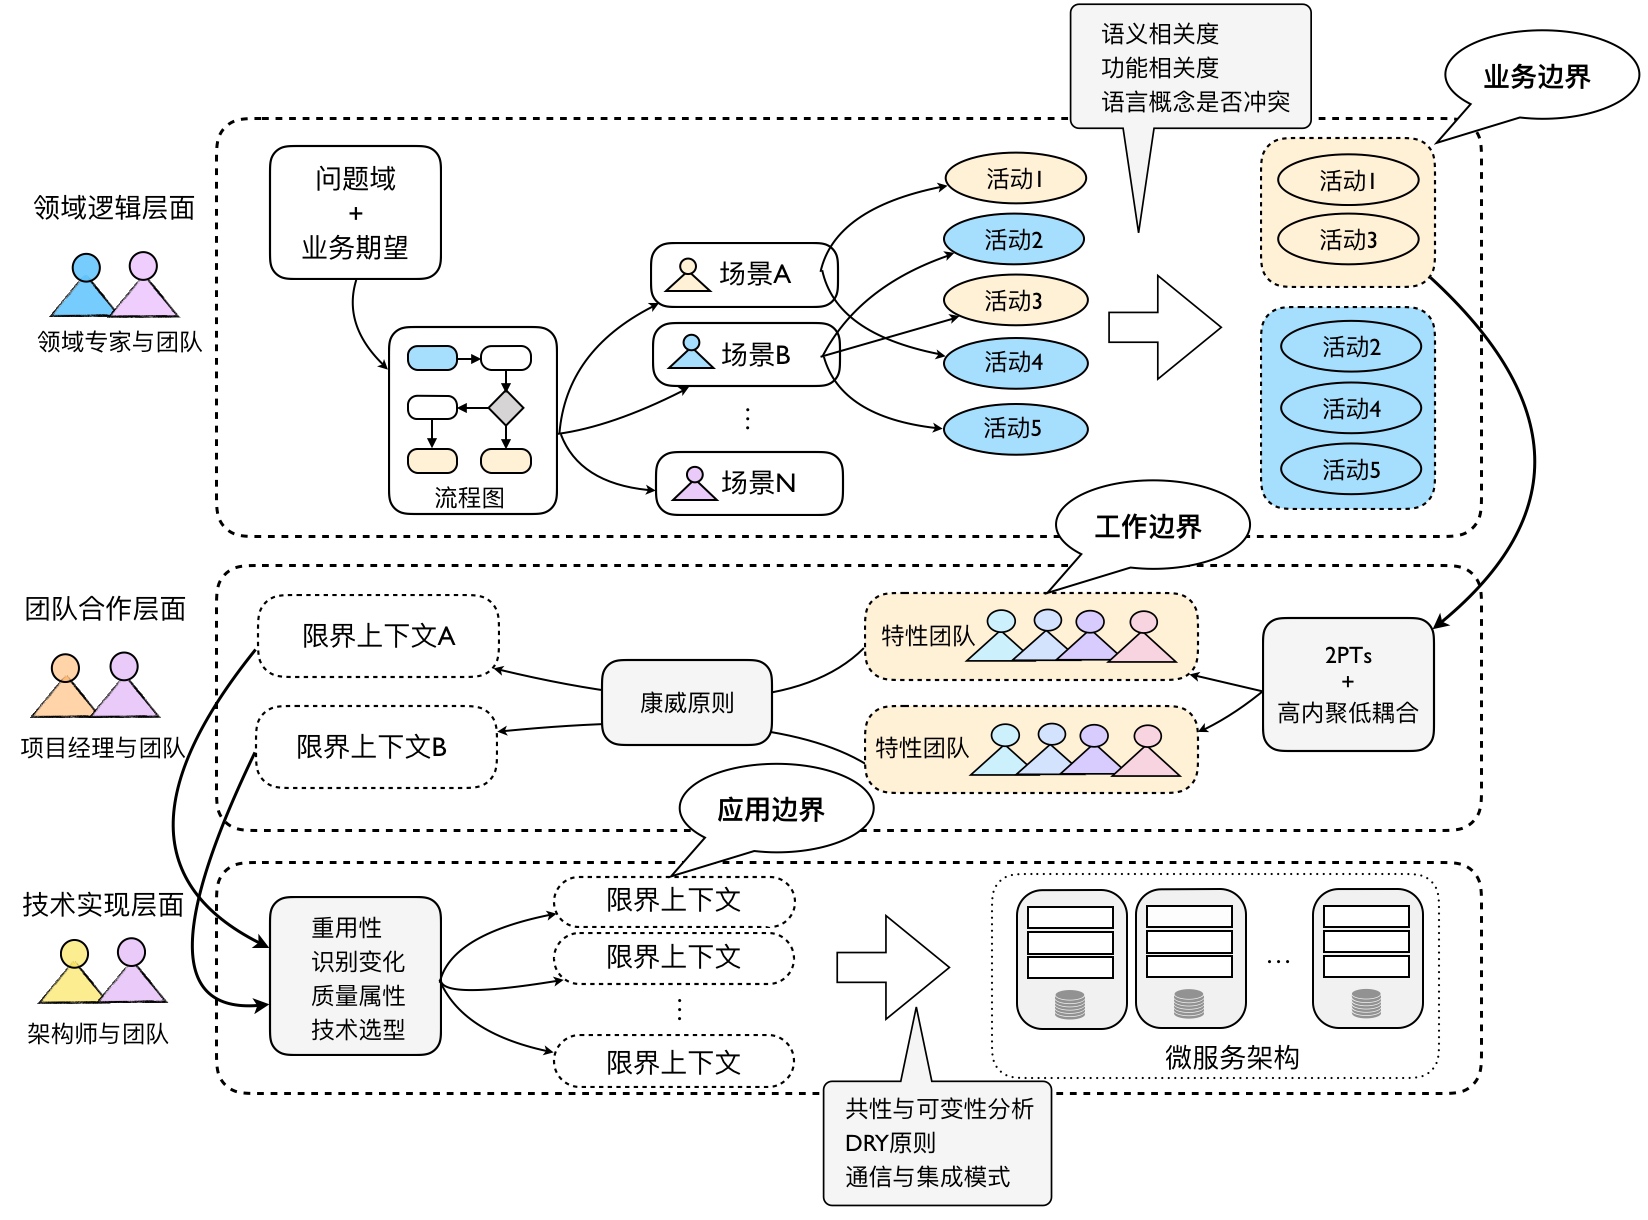 语义相关度
功能相关度
语言概念是否冲突
业务边界
领域逻辑层面
领域专家与团队
问题域
+
业务期望
流程图
场景A
场景B
⋮
场景N
活动1
活动2
活动3
活动4
活动5
活动1
活动3
活动2
活动4
活动5
工作边界
团队合作层面
项目经理与团队
限界上下文A
限界上下文B
康威原则
特性团队
特性团队
2PTs
+
高内聚低耦合
应用边界
技术实现层面
架构师与团队
重用性
识别变化
质量属性
技术选型
限界上下文
限界上下文
⋮
限界上下文
...
微服务架构
共性与可变性分析
DRY原则
通信与集成模式